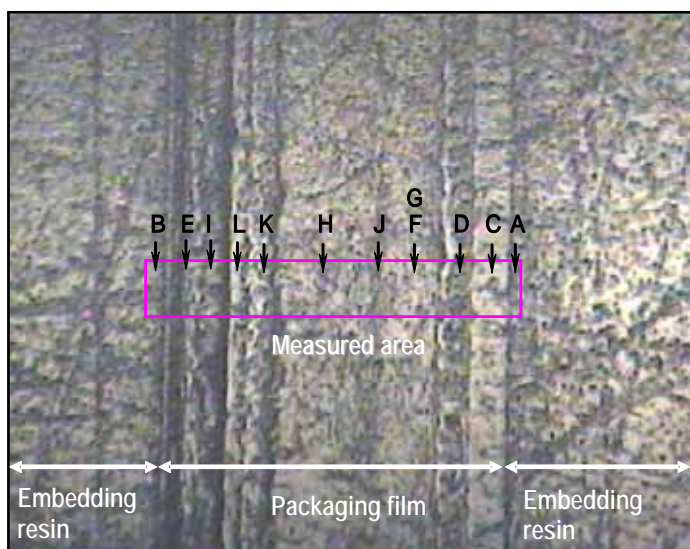 G
B E I L K H J F D C A
Measured area
Embedding
resin
Packaging film
Embedding
resin